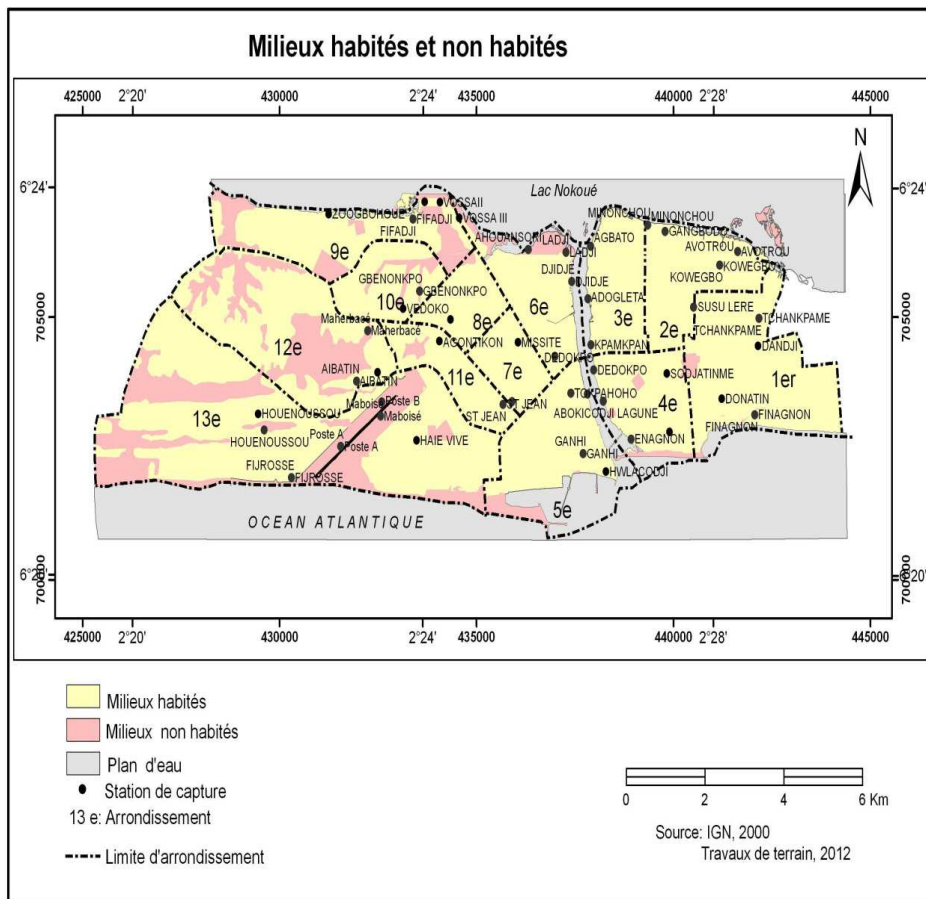 Milieux habités et non habités
425000 2°20' 430000 2°24' 435000 440000 2°28' 445000
N
6°24' 6°24'
Lac Nokoué
ZOOGBOHOUE VOSSAII
FIFADJI VOSSA III
FIFADJI
AHOUANSORI LADJI
LADJI
MINONCHOU MINONCHOU
AGBATO GANGBODO
AVOTROU AVOTROU
KOWEGBO
KOWEGBO
9e
DJIDJE
DJIDJE
GBENONKPO
GBENONKPO
ADOGLETA
10e VEDOKO
6e
SUSU LERE
8e
3e
2e
TCHANKPAME
TCHANKPAME
705000 705000
Maherbacé
Maherbacé
AGONTIKON MISSITE
KPAMKPAN
DANDJI
12e
DEDOKPO
DEDOKPO
AIBATIN
AIBATIN
11e
7e
SODJATINME
1er
13e
Maboisé Poste B
Maboisé
ST JEAN
ST JEAN
TOKPAHOHO
ABOKICODJI LAGUNE
4e
DONATIN
HOUENOUSSOU
HOUENOUSSOU
FINAGNON
FINAGNON
Poste A
Poste A
HAIE VIVE
GANHI
GANHI
ENAGNON
FIJROSSE
FIJROSSE
HWLACODJI
OCEAN ATLANTIQUE
5e
6°20' 6°20'
425000 2°20' 430000 2°24' 435000 440000 2°28' 445000
Milieux habités
Milieux non habités
Plan d'eau
Station de capture
13 e: Arrondissement
Limite d'arrondissement
0 2 4 6 Km
Source: IGN, 2000
Travaux de terrain, 2012